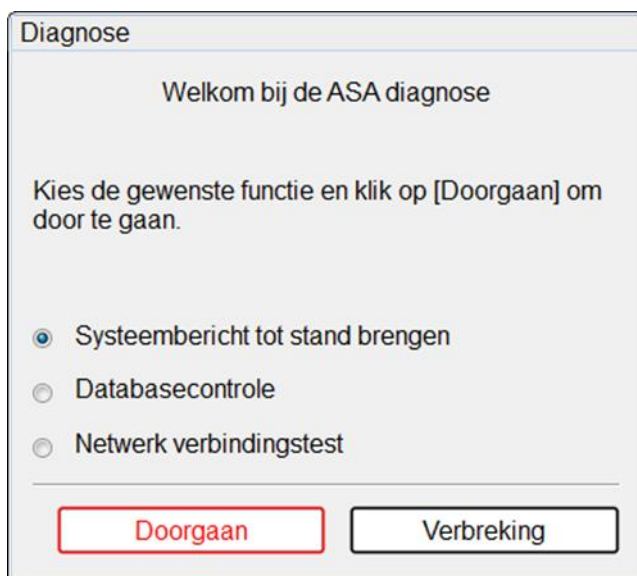 Diagnose
Welkom bij de ASA diagnose
Kies de gewenste functie en klik op [Doorgaan] om
door te gaan.
Systeembericht tot stand brengen
Databasecontrole
Netwerk verbindingstest
Doorgaan
Verbreking